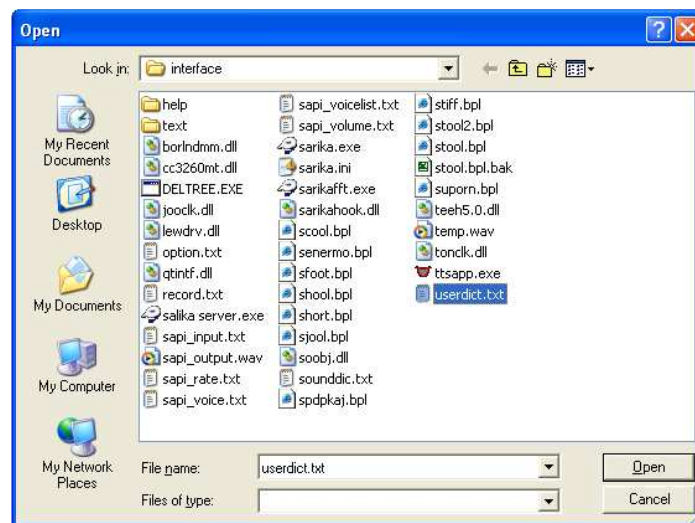 Open
Look in: interface
My Recent
Documents
Desktop
My Documents
My Computer
My Network
Places
help
text
borlndmm.dll
cc3260mt.dll
DELTREE.EXE
jooclk.dll
lewdrv.dll
option.txt
qtintf.dll
record.txt
salika server.exe
sapi_input.txt
sapi_output.wav
sapi_rate.txt
sapi_voice.txt
sapi_voicelist.txt
sapi_volume.txt
sarika.exe
sarika.ini
sarikafft.exe
sarikahook.dll
scool.bpl
senermo.bpl
sfoot.bpl
shool.bpl
short.bpl
sjool.bpl
soobj.dll
sounddic.txt
spdpkaj.bpl
stiff.bpl
stool2.bpl
stool.bpl
stool.bpl.bak
suporn.bpl
teeh5.0.dll
temp.wav
tonclk.dll
ttsapp.exe
userdict.txt
File name: userdict.txt Open
Files of type: Cancel